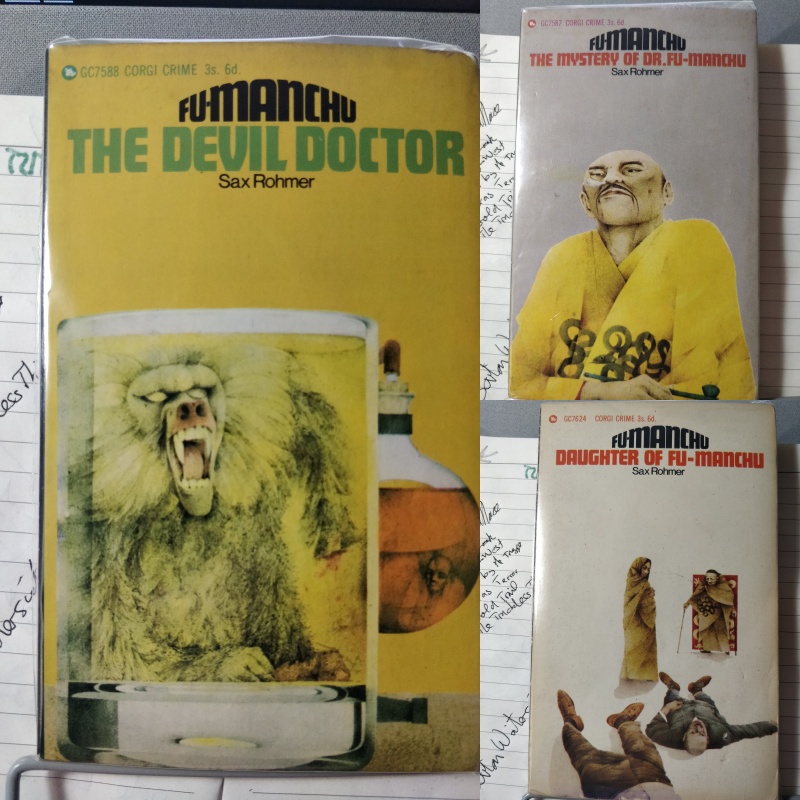 GC7588 CORGI CRIME 3s. 6d.
FU-MANCHU
THE DEVIL DOCTOR
Sax Rohmer
GC7587 CORGI CRIME 3s. 6d.
FU-MANCHU
THE MYSTERY OF DR. FU-MANCHU
Sax Rohmer
GC7624 CORGI CRIME 3s. 6d.
FU-MANCHU
DAUGHTER OF FU-MANCHU
Sax Rohmer